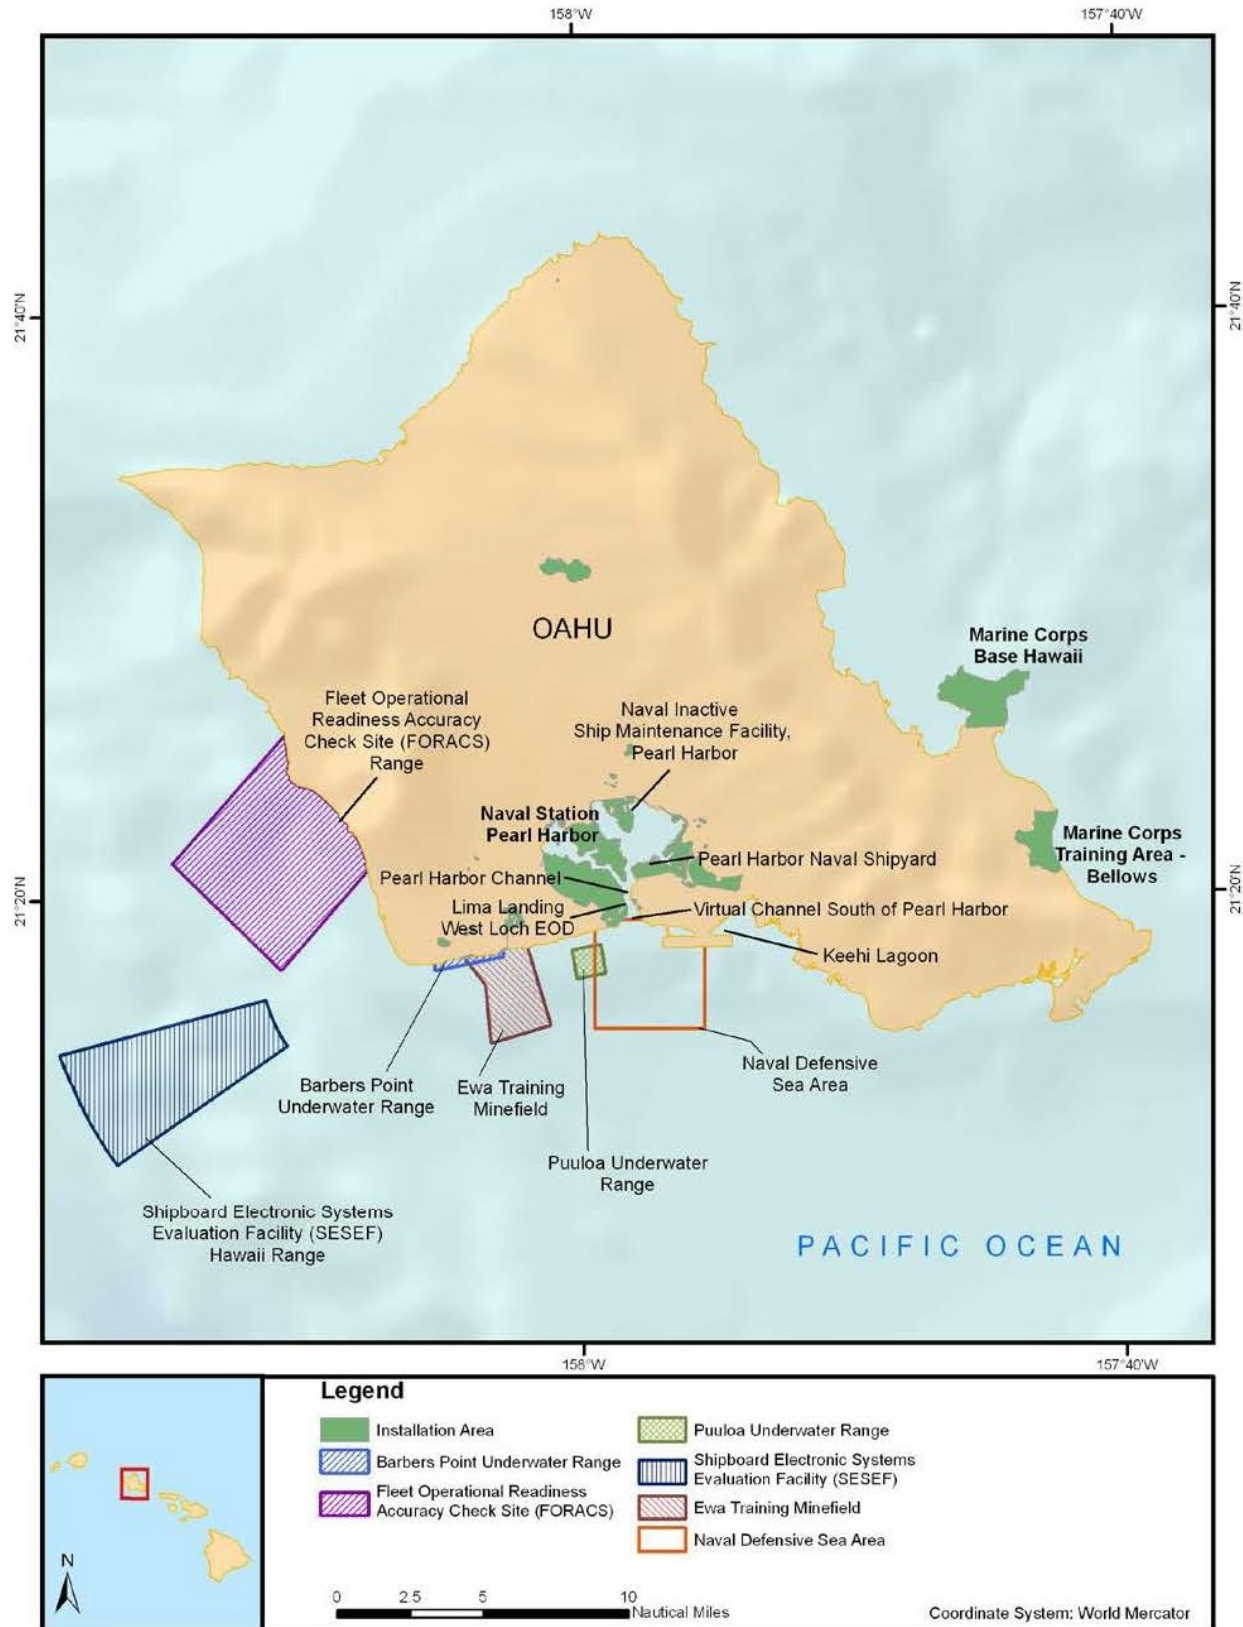 158°W
157°40'W
21°40'N
21°40'N
OAHU
Marine Corps
Base Hawaii
Fleet Operational
Readiness Accuracy
Check Site (FORACS)
Range
Naval Inactive
Ship Maintenance Facility,
Pearl Harbor
Naval Station
Pearl Harbor
Marine Corps
Training Area -
Bellows
Pearl Harbor Naval Shipyard
Pearl Harbor Channel
21°20'N
21°20'N
Lima Landing
Virtual Channel South of Pearl Harbor
West Loch EOD
Keehi Lagoon
Naval Defensive
Sea Area
Barbers Point
Underwater Range
Ewa Training
Minefield
Puuloa Underwater
Range
Shipboard Electronic Systems
Evaluation Facility (SESEF)
Hawaii Range
PACIFIC OCEAN
158°W
157°40'W
Legend
Installation Area
Barbers Point Underwater Range
Fleet Operational Readiness
Accuracy Check Site (FORACS)
Puuloa Underwater Range
Shipboard Electronic Systems
Evaluation Facility (SESEF)
Ewa Training Minefield
Naval Defensive Sea Area
N
0 2.5 5 10
Nautical Miles
Coordinate System: World Mercator